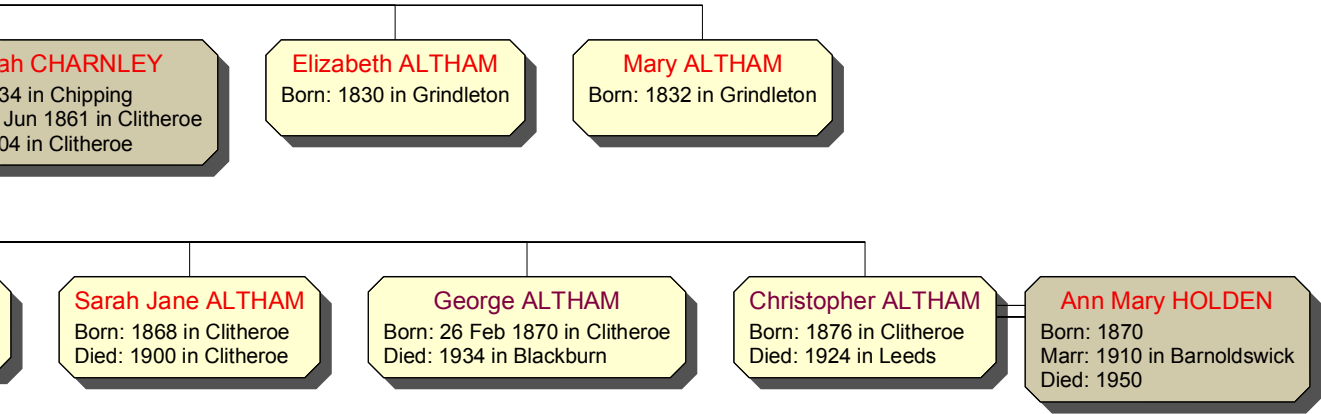 ah CHARNLEY
34 in Chipping
Jun 1861 in Clitheroe
04 in Clitheroe
Elizabeth ALTHAM
Born: 1830 in Grindleton
Mary ALTHAM
Born: 1832 in Grindleton
Sarah Jane ALTHAM
Born: 1868 in Clitheroe
Died: 1900 in Clitheroe
George ALTHAM
Born: 26 Feb 1870 in Clitheroe
Died: 1934 in Blackburn
Christopher ALTHAM
Born: 1876 in Clitheroe
Died: 1924 in Leeds
Ann Mary HOLDEN
Born: 1870
Marr: 1910 in Barnoldswick
Died: 1950